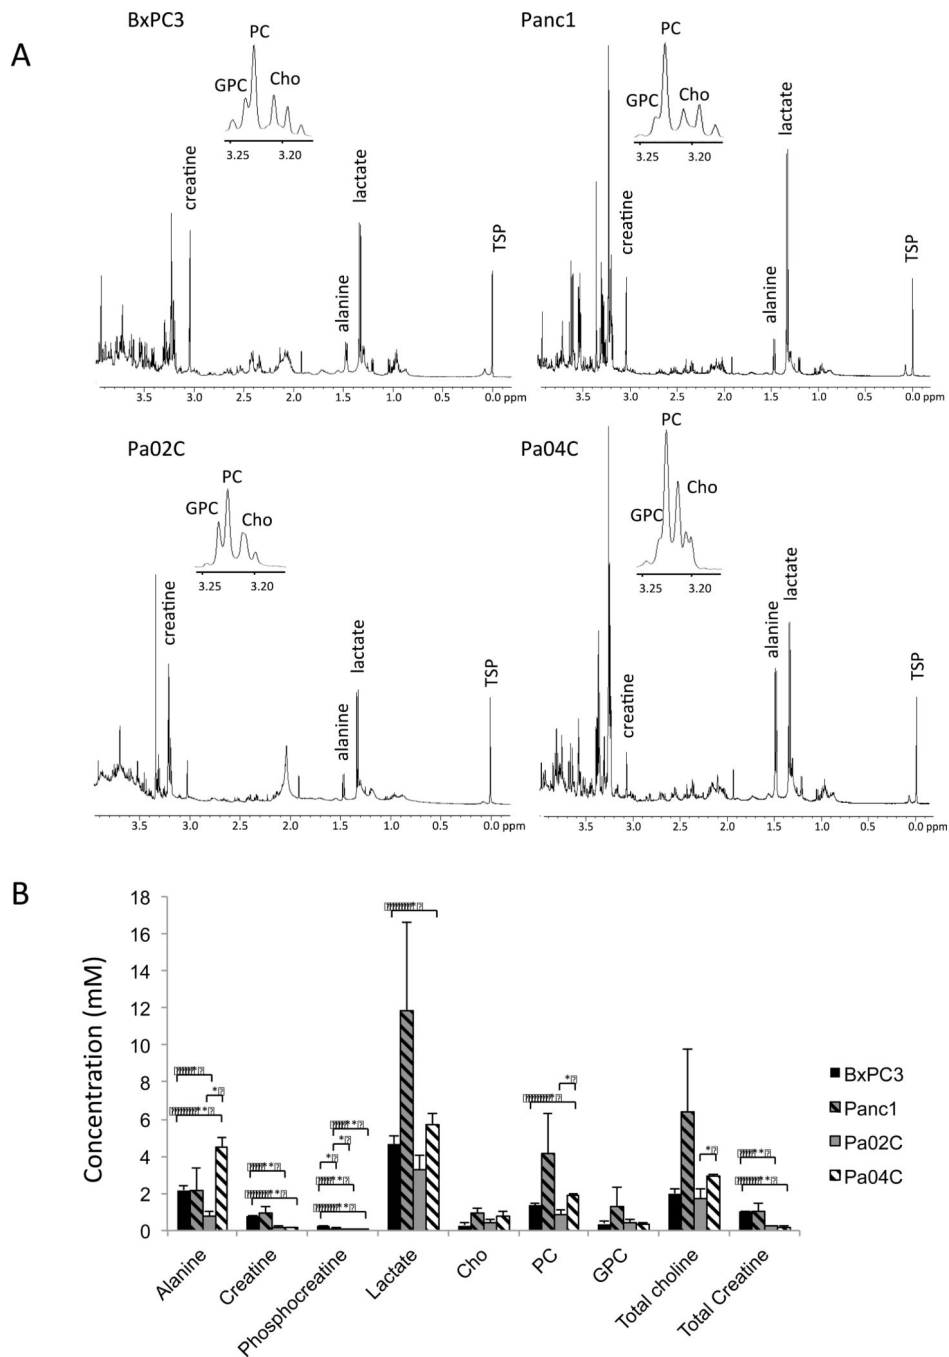 A
BxPC3
PC
GPC
Cho
3.25 3.20
creatine
lactate
alanine
TSP
3.5 3.0 2.5 2.0 1.5 1.0 0.5 0.0 ppm
Panc1
PC
GPC
Cho
3.25 3.20
creatine
lactate
alanine
TSP
3.5 3.0 2.5 2.0 1.5 1.0 0.5 0.0 ppm
Pa02C
PC
GPC
Cho
3.25 3.20
creatine
lactate
alanine
TSP
3.5 3.0 2.5 2.0 1.5 1.0 0.5 0.0 ppm
Pa04C
PC
GPC
Cho
3.25 3.20
creatine
alanine
lactate
TSP
3.5 3.0 2.5 2.0 1.5 1.0 0.5 0.0 ppm
B
Concentration (mM)
18
16
14
12
10
8
6
4
2
0
*
*
**
**
**
**
*
*
**
**
*
*
*
*
**
**
Alanine
Creatine
Phosphocreatine
Lactate
Cho
PC
GPC
Total choline
Total Creatine
BxPC3
Panc1
Pa02C
Pa04C